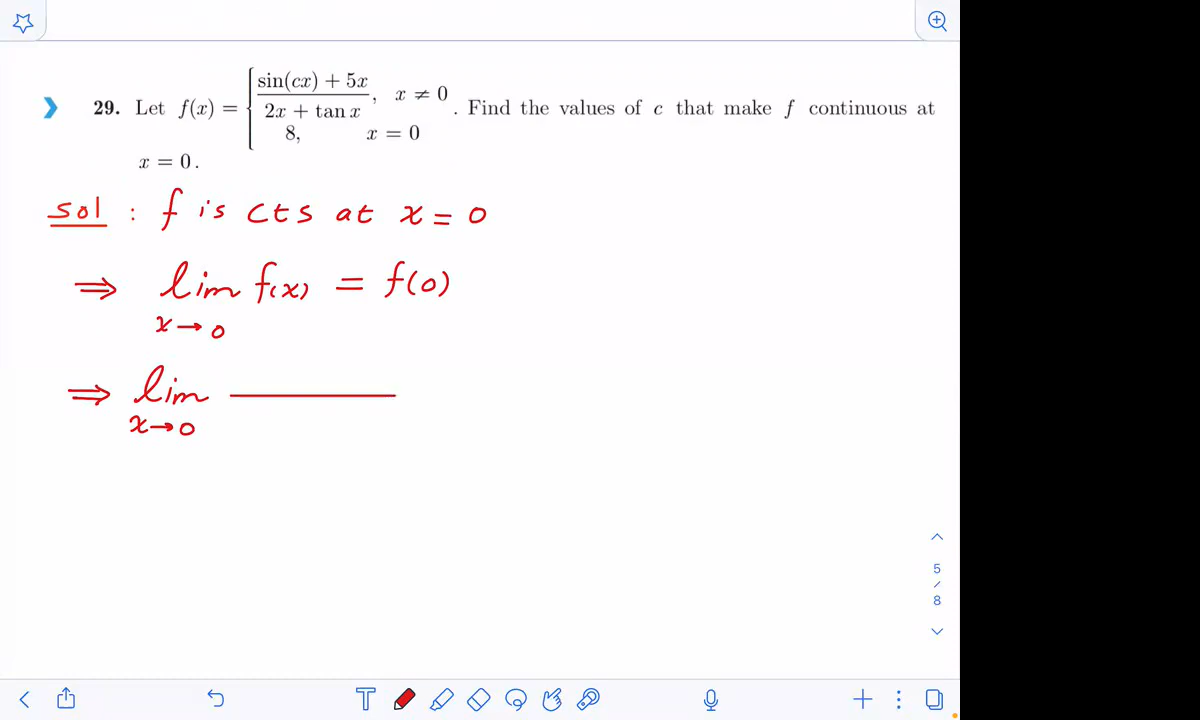 29. Let f(x) = { (sin(cx) + 5x)/(2x + tan x), x ≠ 0
8, x = 0 . Find the values of c that make f continuous at
x = 0.
Sol : f is cts at x = 0
⇒ lim f(x) = f(0)
x → 0
⇒ lim
x → 0
5
/
8
T